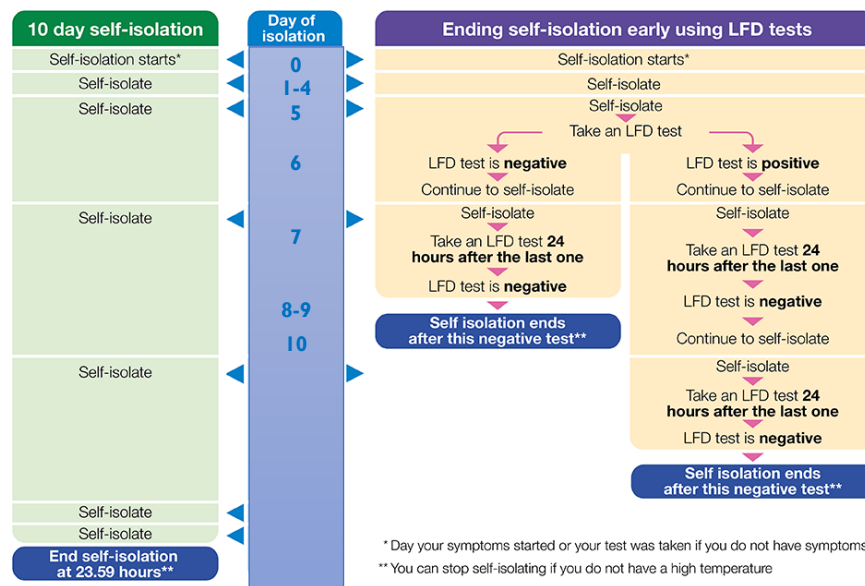 10 day self-isolation
Self-isolation starts*
Self-isolate
Self-isolate
Self-isolate
Self-isolate
Self-isolate
Self-isolate
End self-isolation
at 23.59 hours**
Day of
isolation
0
1-4
5
6
7
8-9
10
Ending self-isolation early using LFD tests
Self-isolation starts*
Self-isolate
Self-isolate
Take an LFD test
LFD test is negative
Continue to self-isolate
Self-isolate
Take an LFD test 24
hours after the last one
LFD test is negative
Self isolation ends
after this negative test**
LFD test is positive
Continue to self-isolate
Self-isolate
Take an LFD test 24
hours after the last one
LFD test is negative
Continue to self-isolate
Self-isolate
Take an LFD test 24
hours after the last one
LFD test is negative
Self isolation ends
after this negative test**
* Day your symptoms started or your test was taken if you do not have symptoms
** You can stop self-isolating if you do not have a high temperature